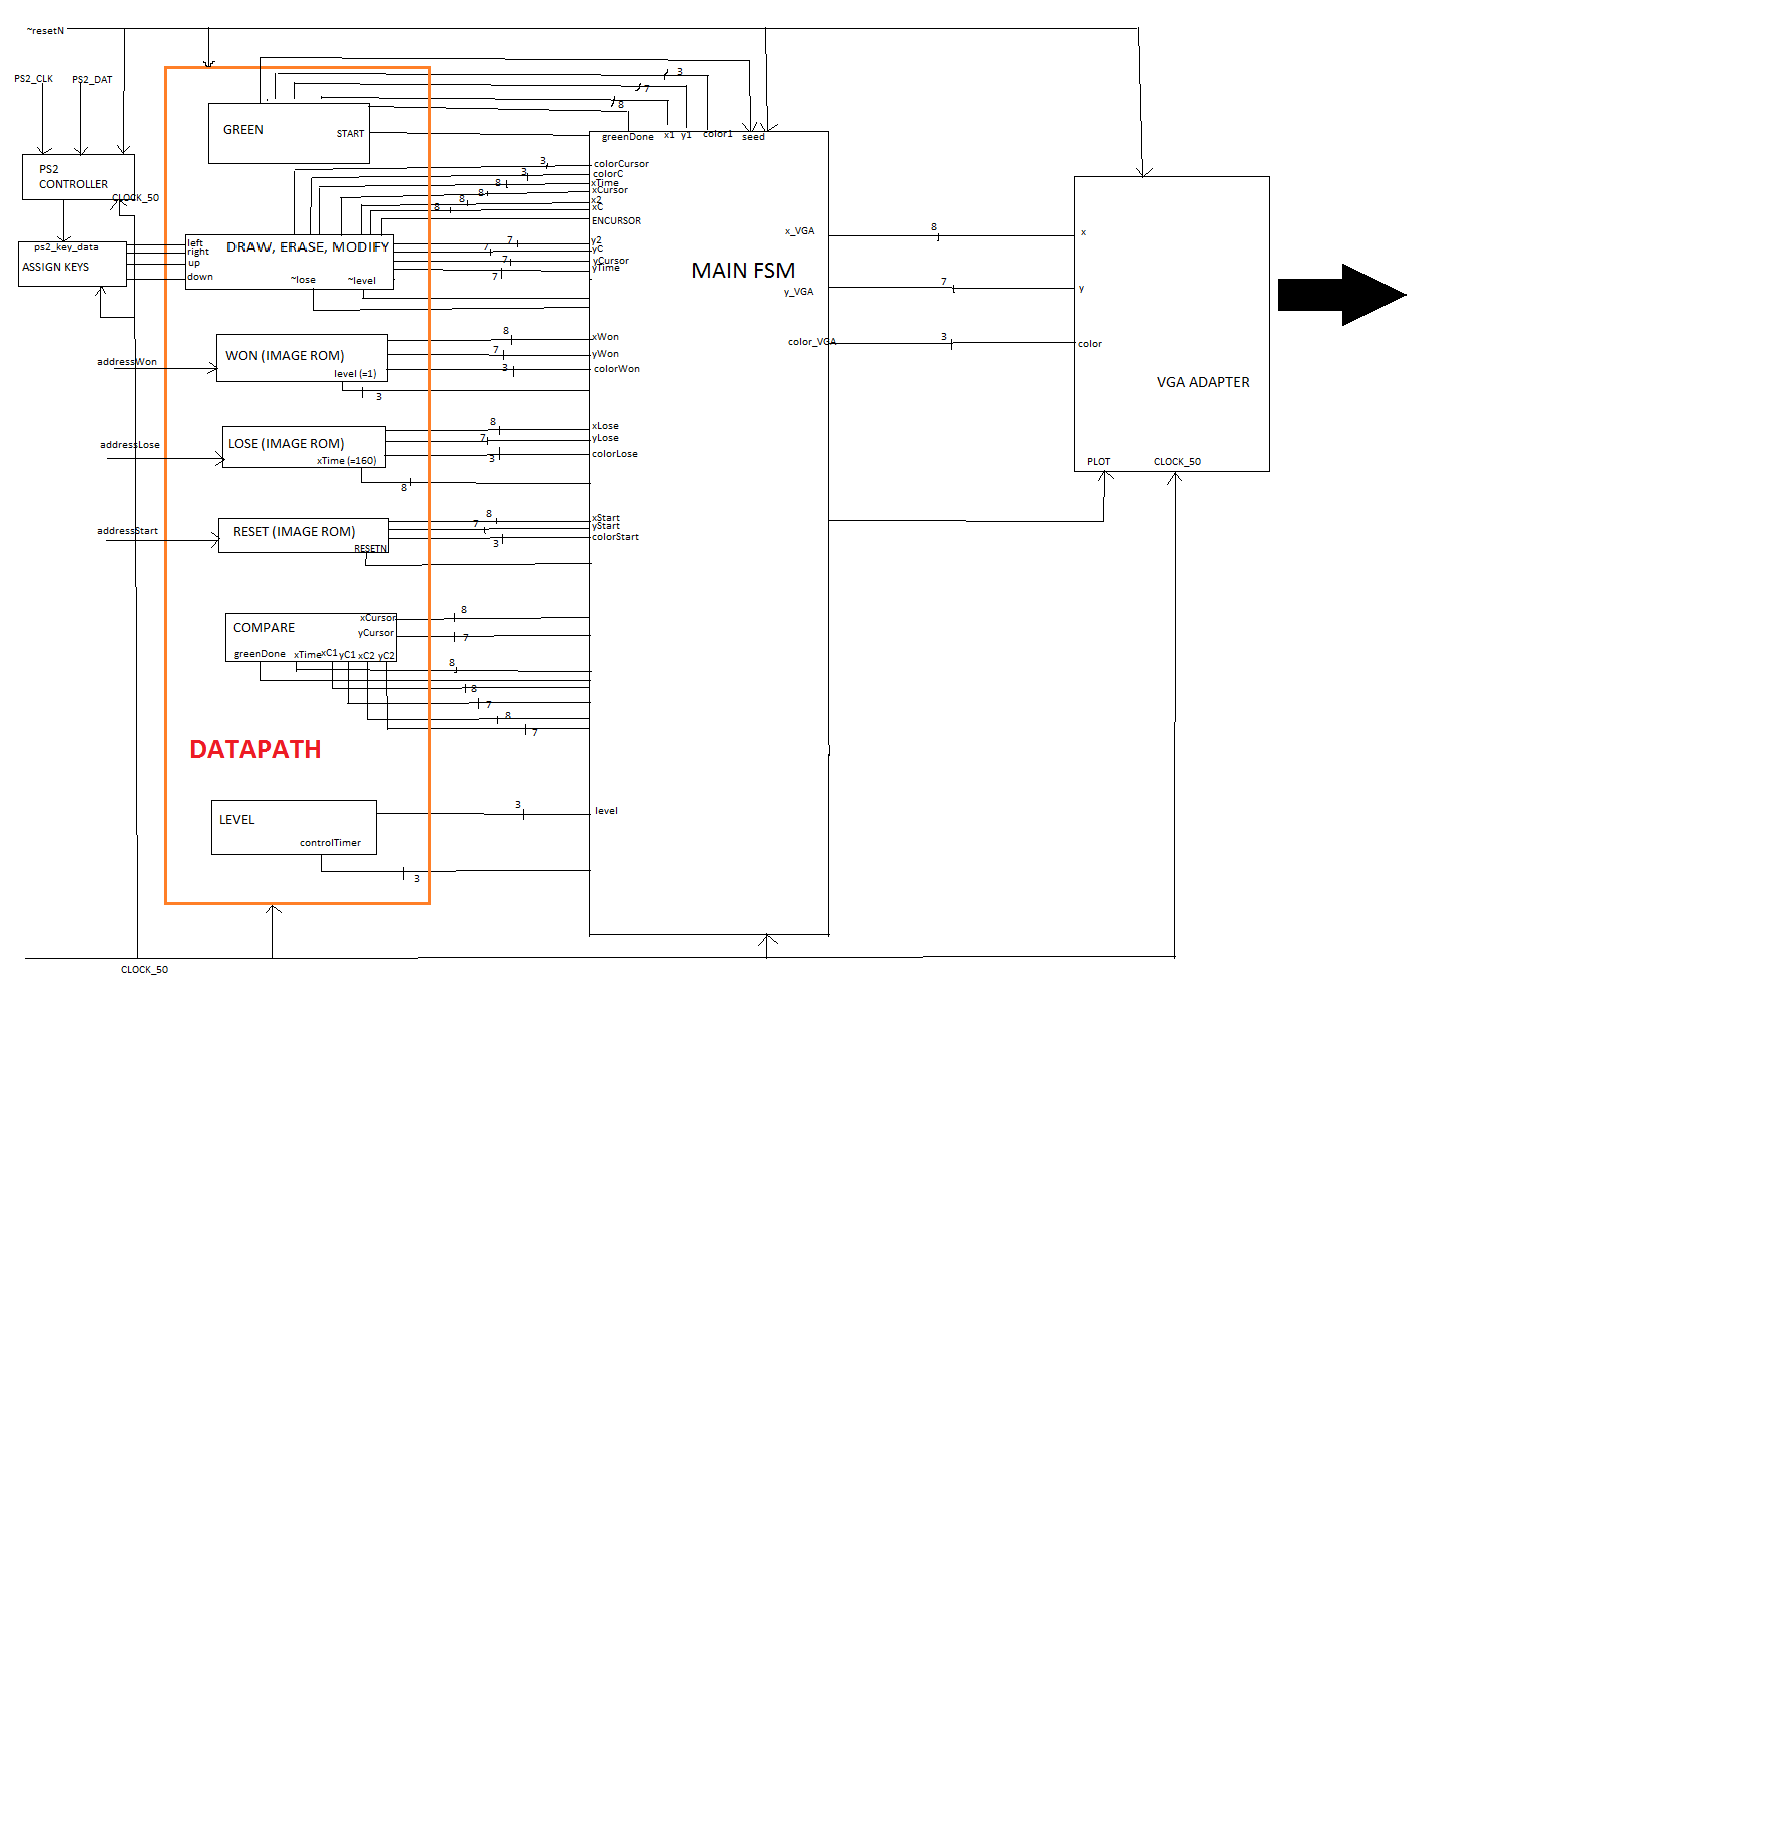 ~resetN
PS2_CLK
PS2_DAT
3
7
8
GREEN
START
greenDone
x1
y1
color1
seed
PS2
CONTROLLER
CLOCK_50
3
3
8
8
8
8
colorCursor
colorC
xTime
xCursor
x2
xC
ENCURSOR
ps2_key_data
ASSIGN KEYS
left
right
up
down
DRAW, ERASE, MODIFY
~lose
~level
7
7
7
7
y2
yC
yCursor
yTime
MAIN FSM
x_VGA
y_VGA
color_VGA
8
7
3
x
y
color
VGA ADAPTER
PLOT
CLOCK_50
addressWon
WON (IMAGE ROM)
level (=1)
8
7
3
3
xWon
yWon
colorWon
addressLose
LOSE (IMAGE ROM)
xTime (=160)
8
7
3
8
xLose
yLose
colorLose
addressStart
RESET (IMAGE ROM)
RESETN
8
7
3
xStart
yStart
colorStart
COMPARE
xCursor
yCursor
greenDone
xTime
xC1
yC1
xC2
yC2
8
7
8
8
7
8
7
DATAPATH
LEVEL
controlTimer
3
3
level
CLOCK_50